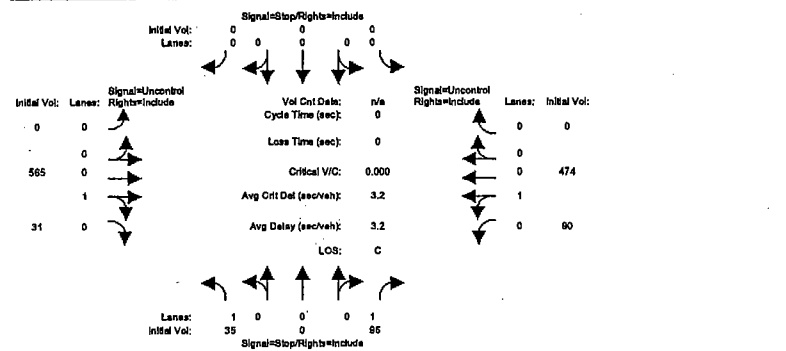 Signal=Stop/Rights=Include
Initial Vol: 0 0 0
Lanes: 0 0 0 0 0
Signal=Uncontrol
Initial Vol: Lanes: Rights=Include
Vol Cnt Date: n/a
Cycle Time (sec): 0
Signal=Uncontrol
Rights=Include Lanes: Initial Vol:
0 0 0 0
0 Loss Time (sec): 0 0
565 0 Critical V/C: 0.000 0 474
1 Avg Crit Del (sec/veh): 3.2 1
31 0 Avg Delay (sec/veh): 3.2 0 90
LOS: C
Lanes: 1 0 0 0 1
Initial Vol: 35 0 95
Signal=Stop/Rights=Include